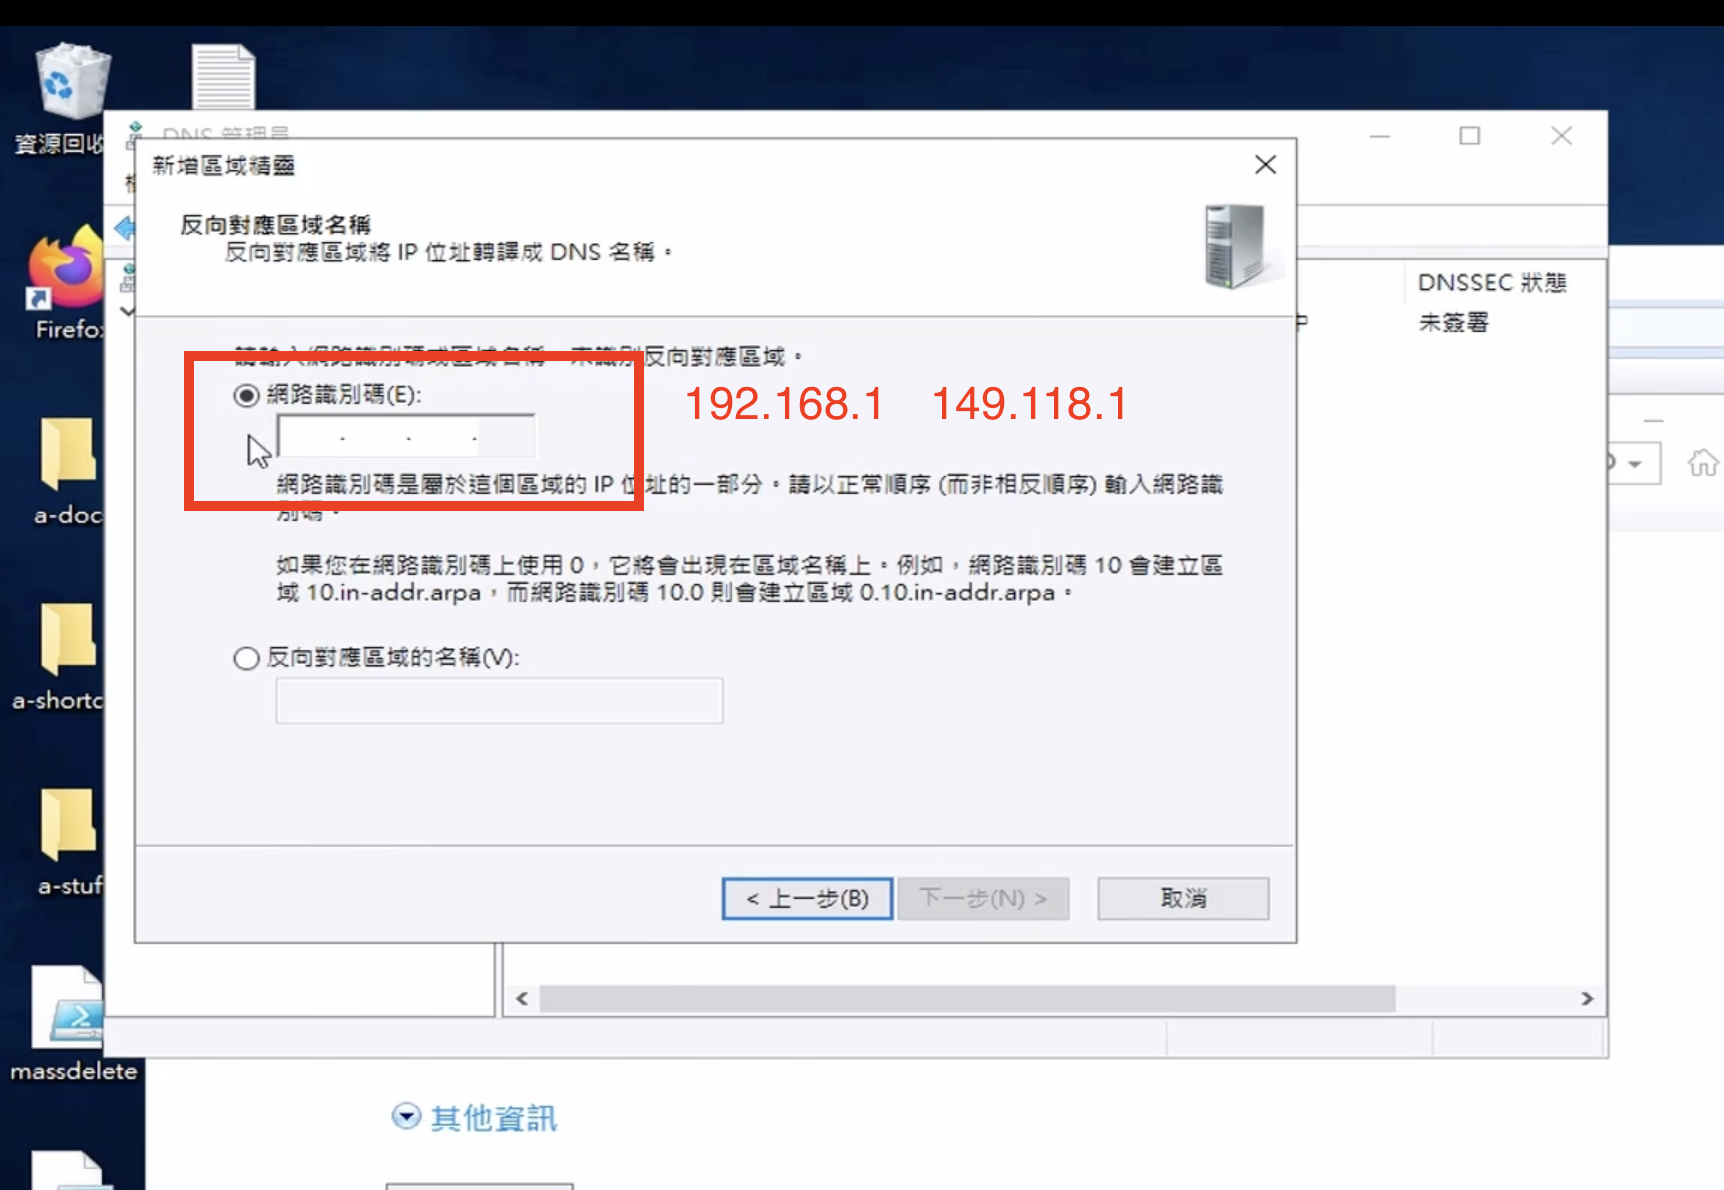 資源回收
DNS 管理員
新增區域精靈
反向對應區域名稱
反向對應區域將 IP 位址轉譯成 DNS 名稱。
DNSSEC 狀態
未簽署
Firefox
請輸入網路識別碼或區域名稱，來識別反向對應區域。
網路識別碼(E):
192.168.1 149.118.1
. . .
網路識別碼是屬於這個區域的 IP 位址的一部分。請以正常順序 (而非相反順序) 輸入網路識
別碼。
a-doc
如果您在網路識別碼上使用 0，它將會出現在區域名稱上。例如，網路識別碼 10 會建立區
域 10.in-addr.arpa，而網路識別碼 10.0 則會建立區域 0.10.in-addr.arpa。
反向對應區域的名稱(V):
a-shortc
a-stuf
< 上一步(B)
下一步(N) >
取消
massdelete
其他資訊